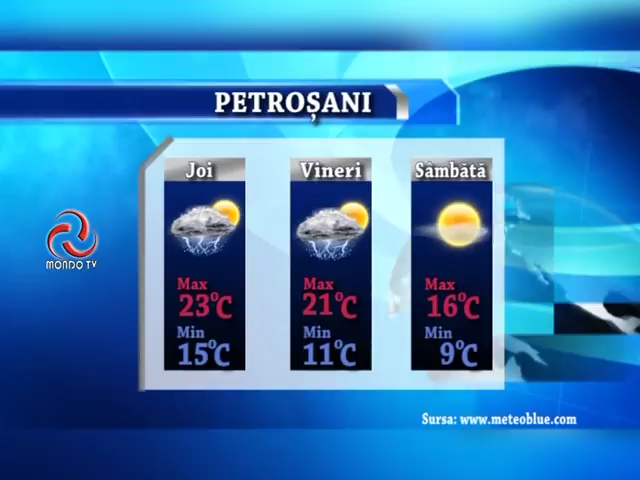 PETROȘANI
Joi
Max
23°C
Min
15°C
Vineri
Max
21°C
Min
11°C
Sâmbătă
Max
16°C
Min
9°C
MONDO TV
Sursa: www.meteoblue.com